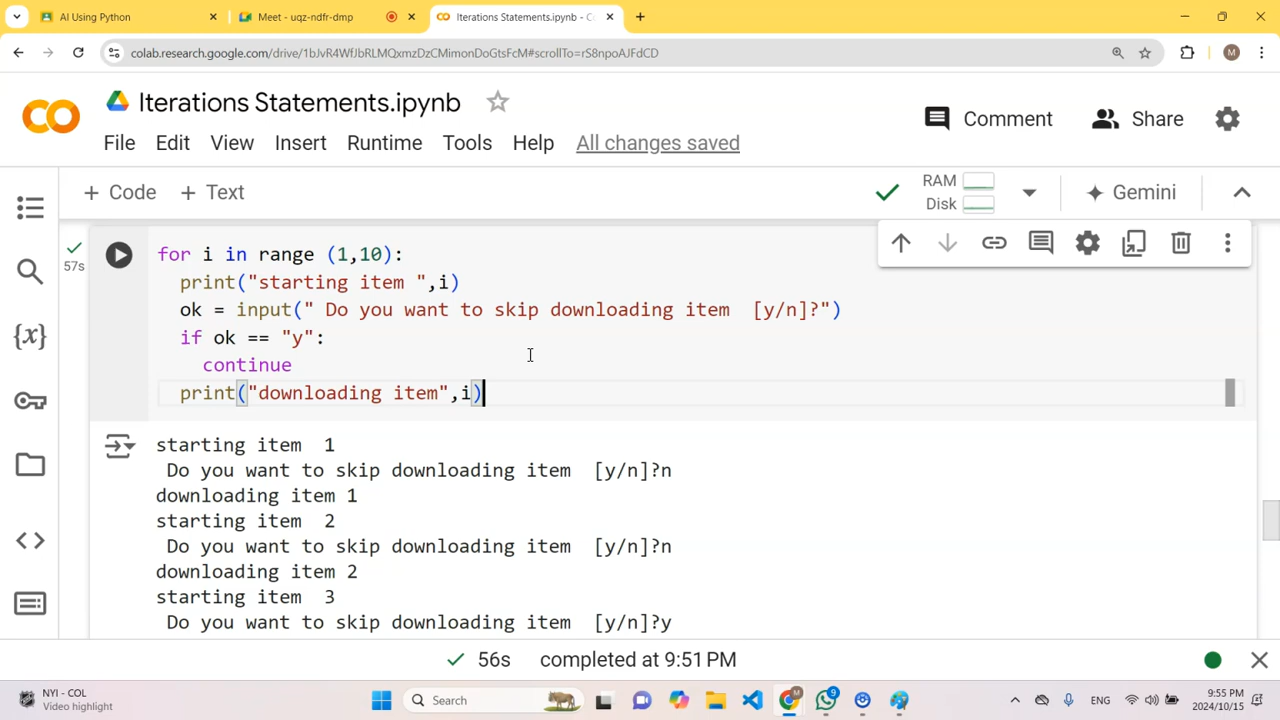 AI Using Python
Meet - uqz-ndfr-dmp
Iterations Statements.ipynb - C
colab.research.google.com/drive/1bJvR4WfJbRLMQxmzDzCMimonDoGtsFcM#scrollTo=rS8npoAJFdCD
M
Iterations Statements.ipynb
Comment
Share
File Edit View Insert Runtime Tools Help All changes saved
+ Code + Text
RAM
Disk
Gemini
57s
for i in range (1,10):
print("starting item ",i)
ok = input(" Do you want to skip downloading item  [y/n]?")
if ok == "y":
continue
print("downloading item",i)
starting item  1
Do you want to skip downloading item  [y/n]?n
downloading item 1
starting item  2
Do you want to skip downloading item  [y/n]?n
downloading item 2
starting item  3
Do you want to skip downloading item  [y/n]?y
56s completed at 9:51 PM
NYI - COL
Video highlight
Search
9
ENG
9:55 PM
2024/10/15